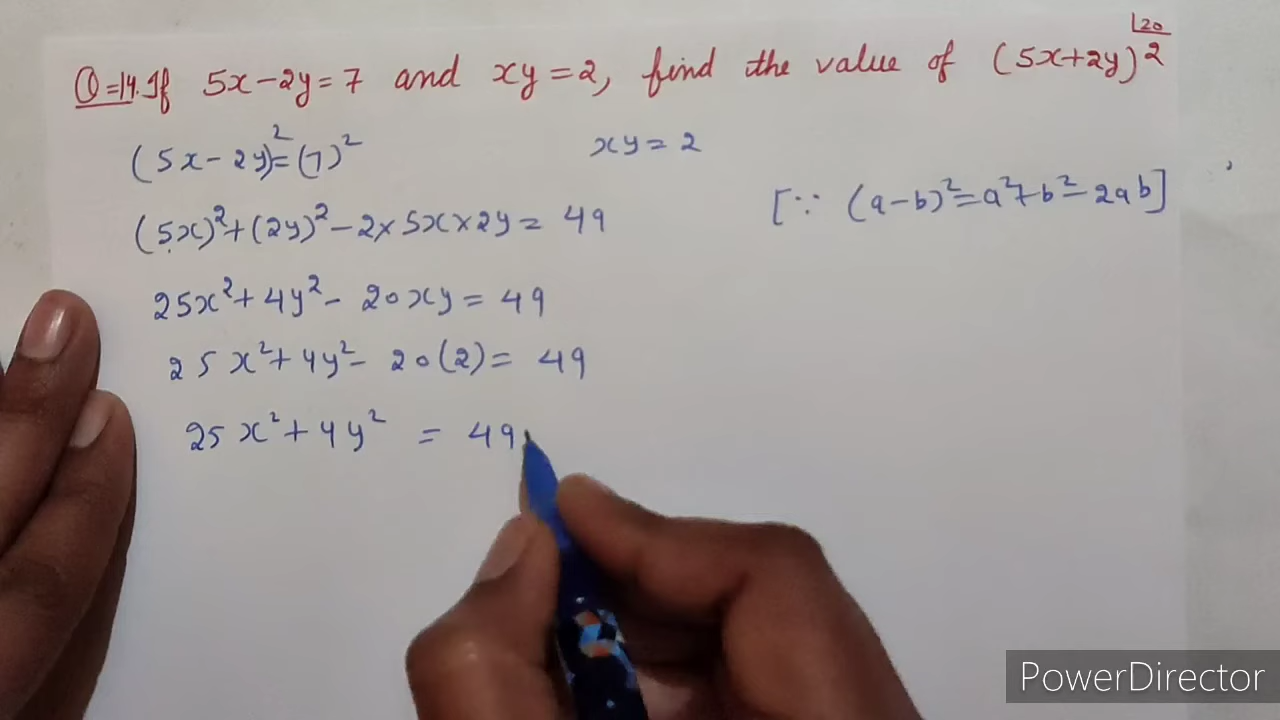 120
Q=14. If 5x-2y=7 and xy=2, find the value of (5x+2y)²
(5x-2y)²=(7)² xy=2
[∵ (a-b)²=a²+b²-2ab]
(5x)²+(2y)²-2×5x×2y=49
25x²+4y²-20xy=49
25x²+4y²-20(2)=49
25x²+4y² =49
PowerDirector